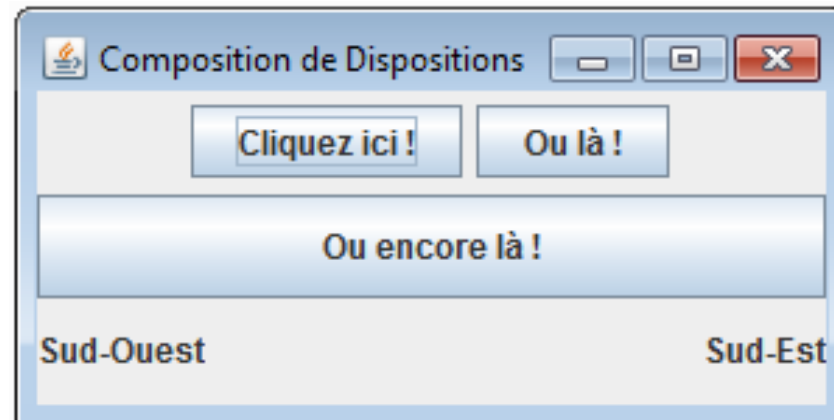 Composition de Dispositions
Cliquez ici ! Ou là !
Ou encore là !
Sud-Ouest Sud-Est